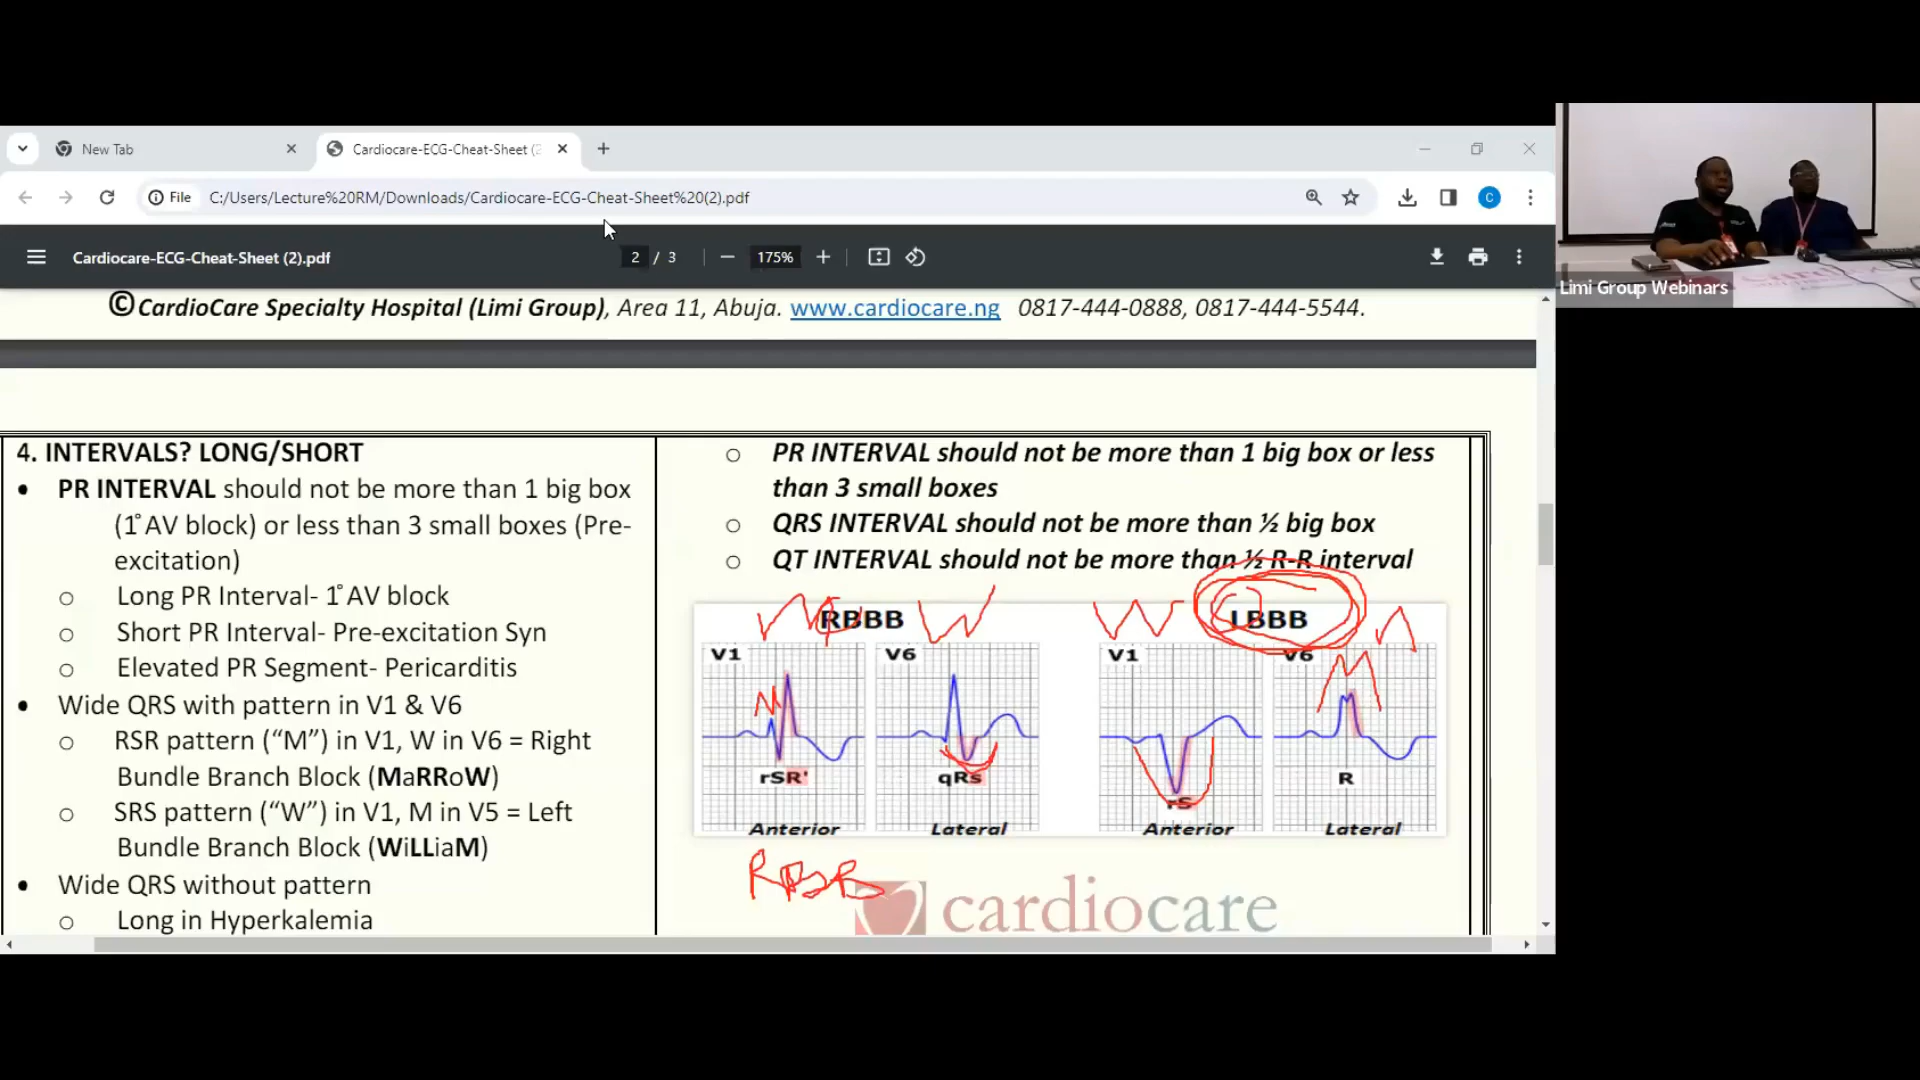 New Tab
Cardiocare-ECG-Cheat-Sheet (2
File
C:/Users/Lecture%20RM/Downloads/Cardiocare-ECG-Cheat-Sheet%20(2).pdf
C
Cardiocare-ECG-Cheat-Sheet (2).pdf
2 / 3
175%
Limi Group Webinars
©CardioCare Specialty Hospital (Limi Group), Area 11, Abuja. www.cardiocare.ng 0817-444-0888, 0817-444-5544.
4. INTERVALS? LONG/SHORT
• PR INTERVAL should not be more than 1 big box
(1° AV block) or less than 3 small boxes (Pre-
excitation)
o Long PR Interval- 1° AV block
o Short PR Interval- Pre-excitation Syn
o Elevated PR Segment- Pericarditis
• Wide QRS with pattern in V1 & V6
o RSR pattern (“M”) in V1, W in V6 = Right
Bundle Branch Block (MaRRoW)
o SRS pattern (“W”) in V1, M in V5 = Left
Bundle Branch Block (WiLLiaM)
• Wide QRS without pattern
o Long in Hyperkalemia
o PR INTERVAL should not be more than 1 big box or less
than 3 small boxes
o QRS INTERVAL should not be more than ½ big box
o QT INTERVAL should not be more than ½ R-R interval
M RBBB W
W LBBB
V1 V6 V1 V6
M M
rSR' qRs rS R
Anterior Lateral Anterior Lateral
cardiocare